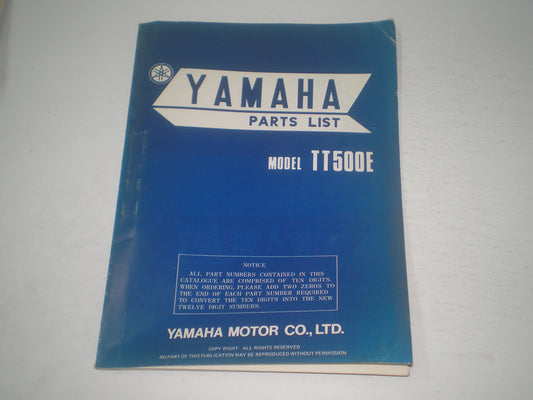 YAMAHA
PARTS LIST
MODEL TT500E
NOTICE
ALL PART NUMBERS CONTAINED IN THIS
CATALOGUE ARE COMPRISED OF TEN DIGITS.
WHEN ORDERING, PLEASE ADD TWO ZEROS TO
THE END OF EACH PART NUMBER REQUIRED
TO CONVERT THE TEN DIGITS INTO THE NEW
TWELVE DIGIT NUMBERS.
YAMAHA MOTOR CO., LTD.
COPY RIGHT: ALL RIGHTS RESERVED
NO PART OF THIS PUBLICATION MAY BE REPRODUCED WITHOUT PERMISSION.